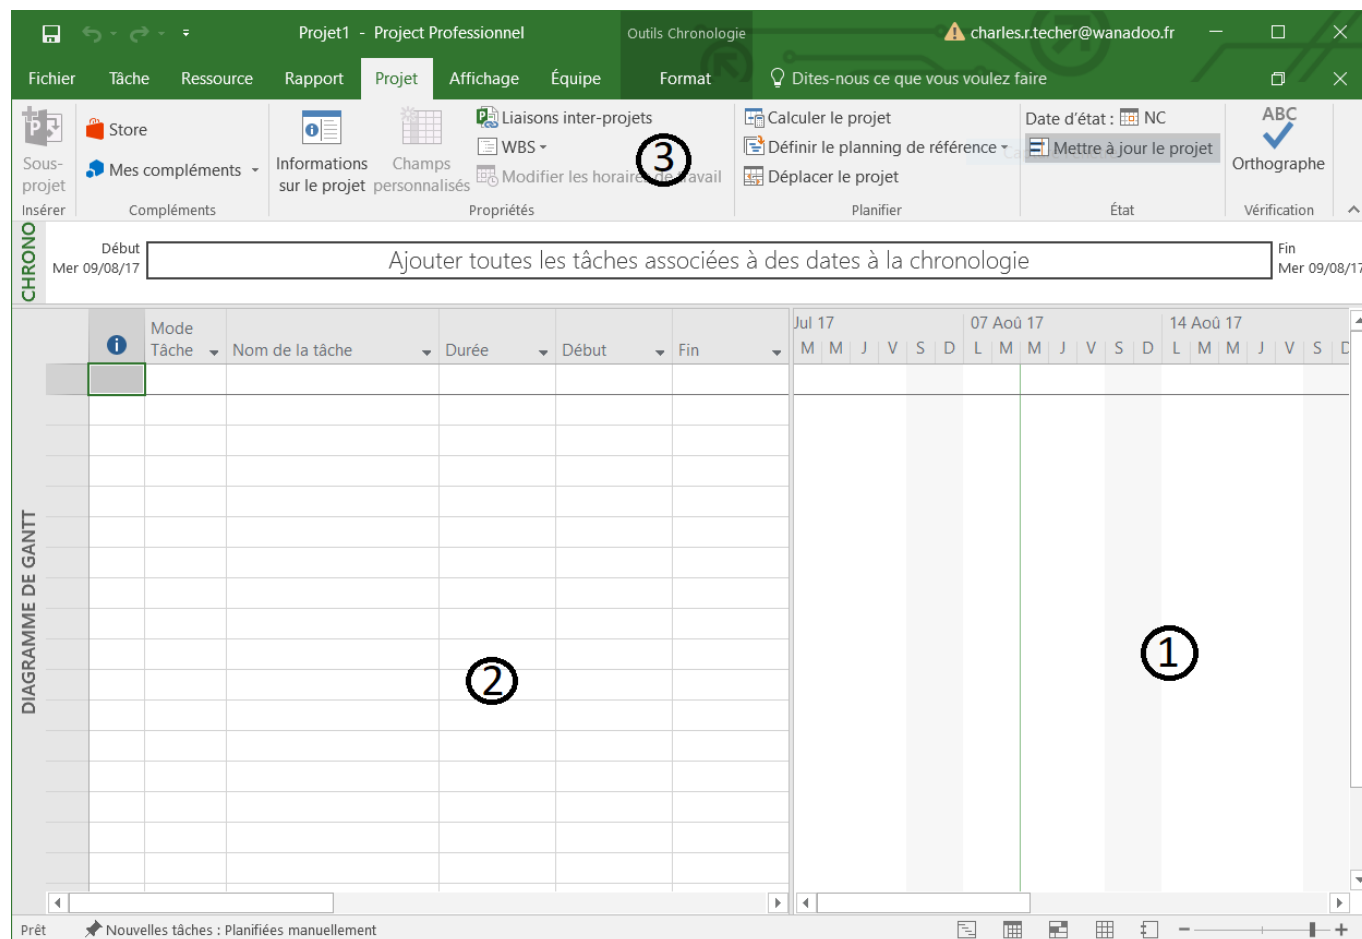 Projet1 - Project Professionnel
Outils Chronologie
charles.r.techer@wanadoo.fr
Fichier Tâche Ressource Rapport Projet Affichage Équipe Format Dites-nous ce que vous voulez faire
Sous-projet
Insérer
Store
Mes compléments
Compléments
Informations sur le projet
Champs personnalisés
Liaisons inter-projets
WBS
Modifier les horaires de travail
Propriétés
3
Calculer le projet
Définir le planning de référence
Déplacer le projet
Planifier
Date d'état : NC
Mettre à jour le projet
État
ABC
Orthographe
Vérification
CHRONO
Début
Mer 09/08/17
Ajouter toutes les tâches associées à des dates à la chronologie
Fin
Mer 09/08/17
DIAGRAMME DE GANTT
Mode Tâche
Nom de la tâche
Durée
Début
Fin
Jul 17 07 Aoû 17 14 Aoû 17
M M J V S D L M M J V S D L M M J V S D
2
1
Prêt
Nouvelles tâches : Planifiées manuellement